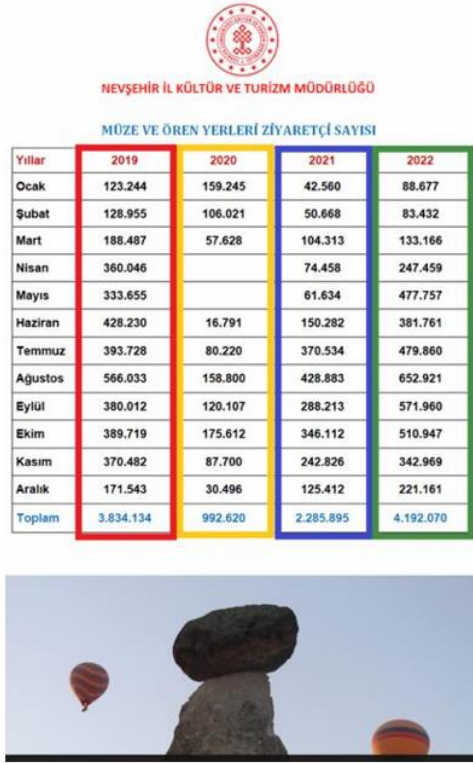 NEVŞEHİR İL KÜLTÜR VE TURİZM MÜDÜRLÜĞÜ
MÜZE VE ÖREN YERLERİ ZİYARETÇİ SAYISI
Yıllar 2019 2020 2021 2022
Ocak 123.244 159.245 42.560 88.677
Şubat 128.955 106.021 50.668 83.432
Mart 188.487 57.628 104.313 133.166
Nisan 360.046 74.458 247.459
Mayıs 333.655 61.634 477.757
Haziran 428.230 16.791 150.282 381.761
Temmuz 393.728 80.220 370.534 479.860
Ağustos 566.033 158.800 428.883 652.921
Eylül 380.012 120.107 288.213 571.960
Ekim 389.719 175.612 346.112 510.947
Kasım 370.482 87.700 242.826 342.969
Aralık 171.543 30.496 125.412 221.161
Toplam 3.834.134 992.620 2.285.895 4.192.070